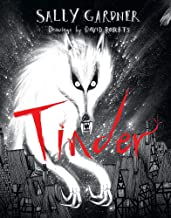 SALLY
GARDNER
Drawings by DAVID ROBERTS
Tinder